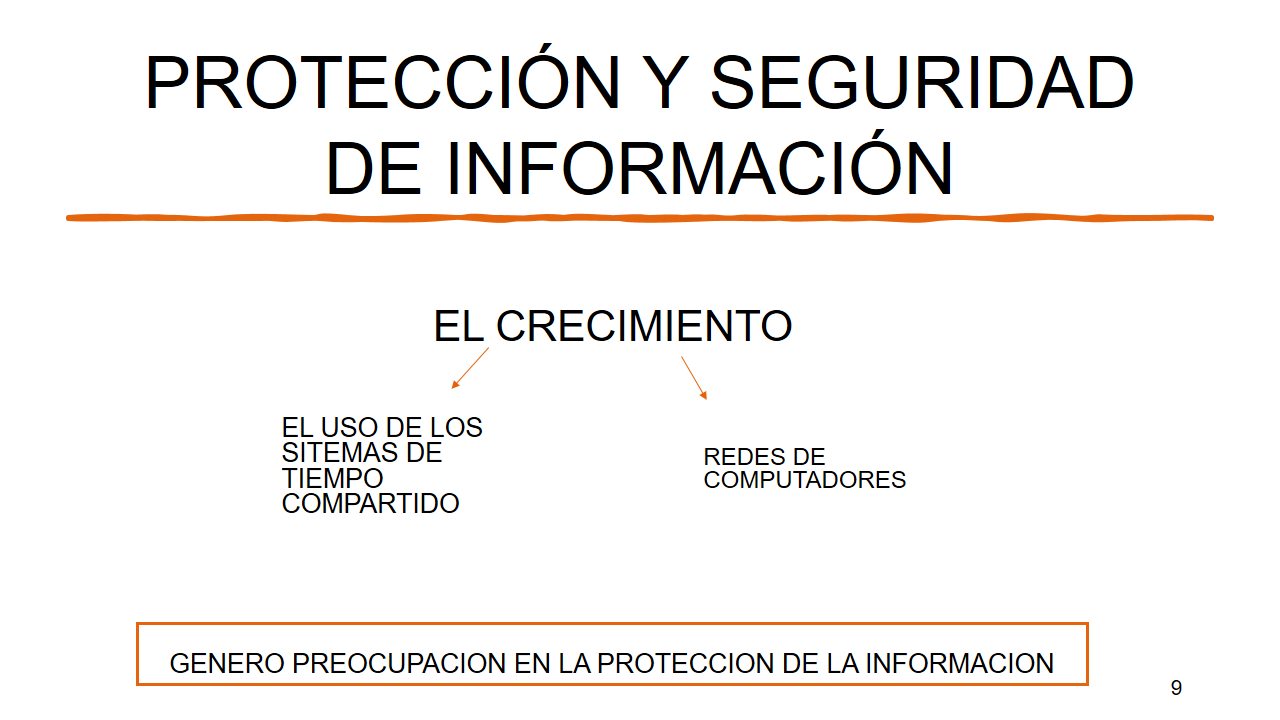 PROTECCIÓN Y SEGURIDAD
DE INFORMACIÓN
EL CRECIMIENTO
EL USO DE LOS
SITEMAS DE
TIEMPO
COMPARTIDO
REDES DE
COMPUTADORES
GENERO PREOCUPACION EN LA PROTECCION DE LA INFORMACION
9